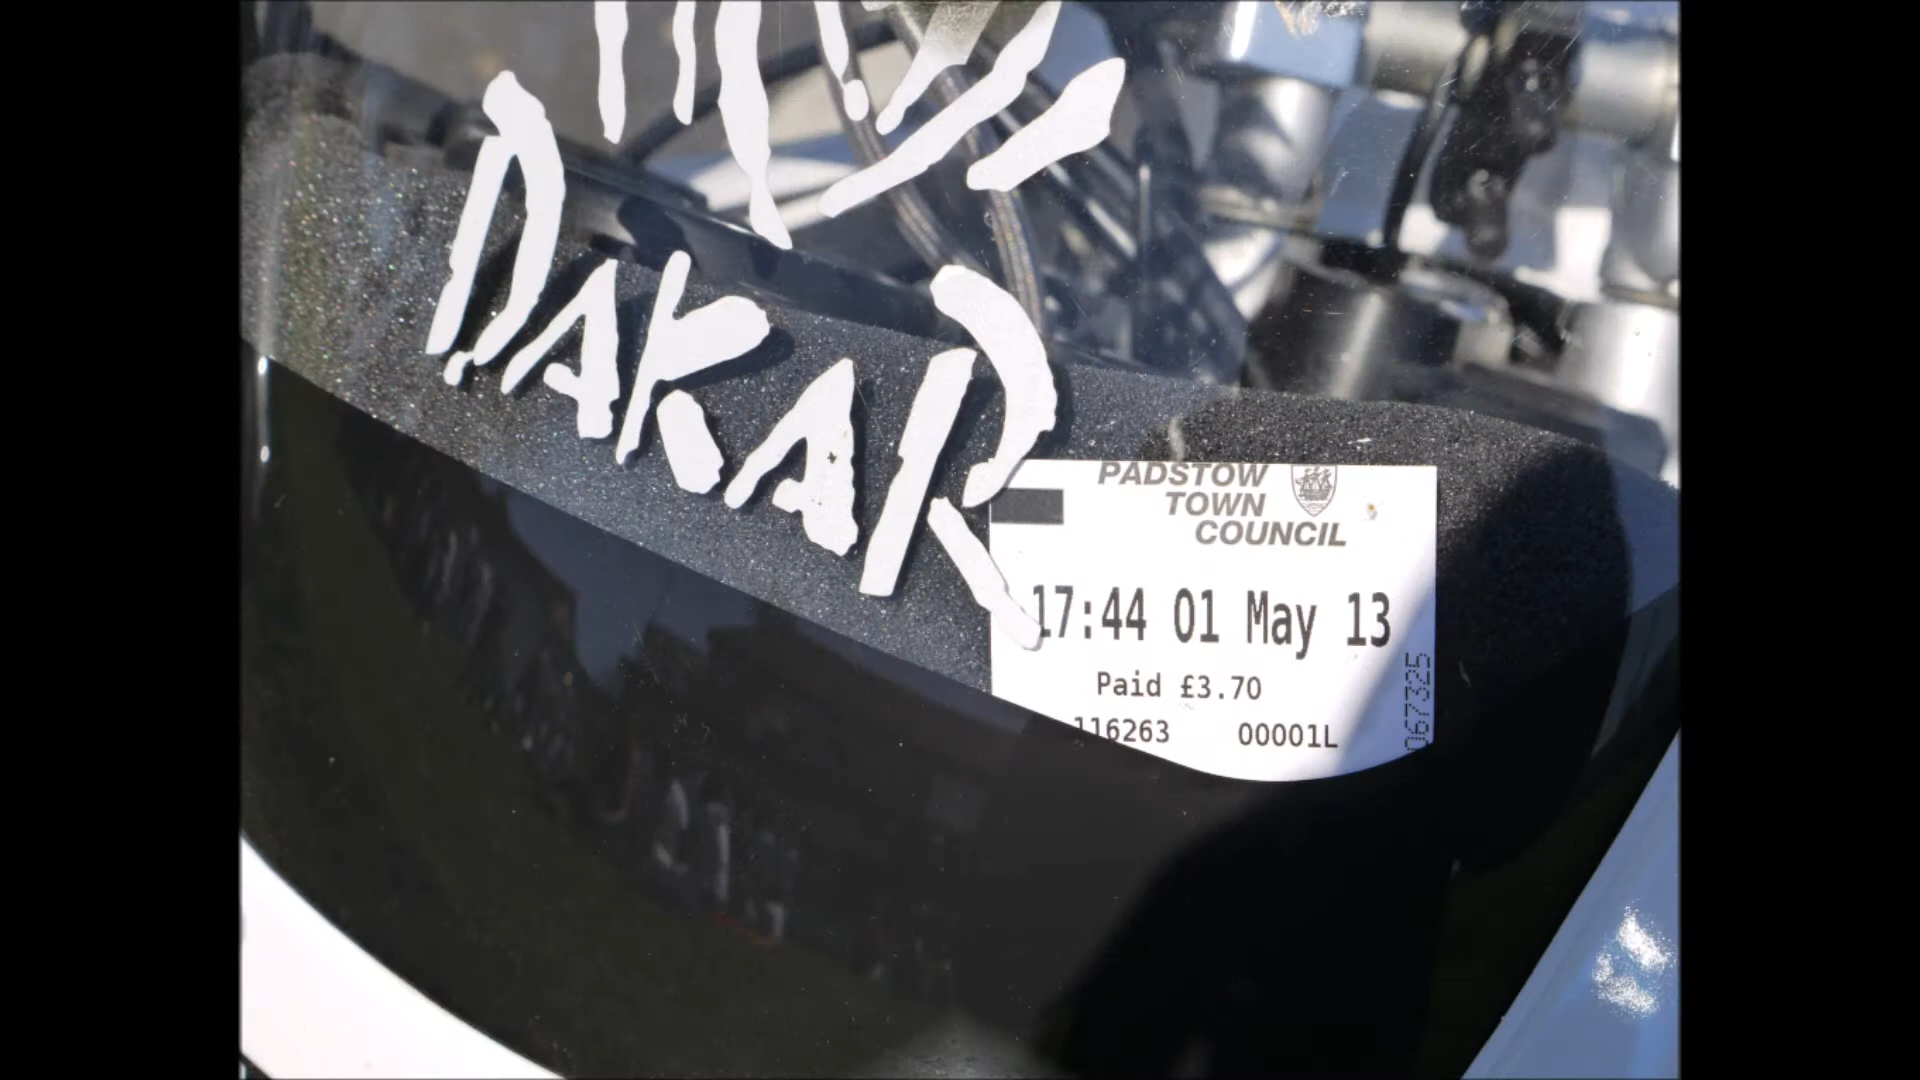 DAKAR
PADSTOW
TOWN
COUNCIL
17:44 01 May 13
Paid £3.70
116263 00001L
067325